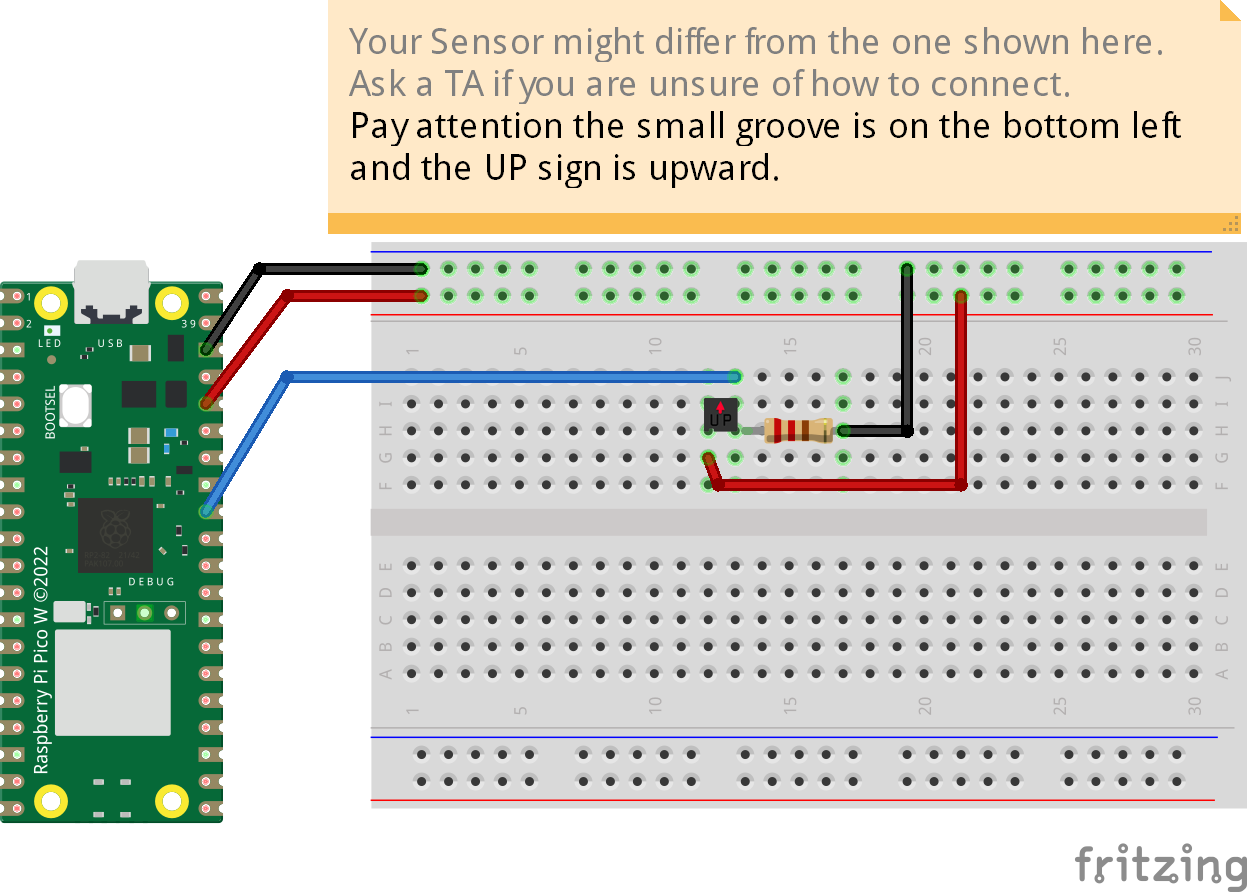 Your Sensor might differ from the one shown here.
Ask a TA if you are unsure of how to connect.
Pay attention the small groove is on the bottom left
and the UP sign is upward.
1
2
39
LED
USB
BOOTSEL
DEBUG
Raspberry Pi Pico W ©2022
1 5 10 15 20 25 30
J J
I I
UP
H H
G G
F F
E E
D D
C C
B B
A A
1 5 10 15 20 25 30
fritzing